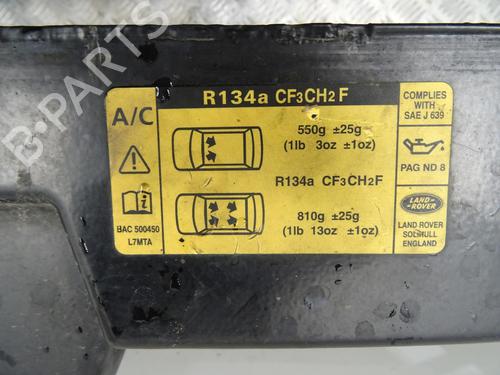 B-PARTS
R134a CF3CH2F
A/C
550g ±25g
(1lb 3oz ±1oz)
R134a CF3CH2F
810g ±25g
(1lb 13oz ±1oz)
BAC 500450
L7MTA
COMPLIES
WITH
SAE J 639
PAG ND 8
LAND ROVER
LAND ROVER
SOLIHULL
ENGLAND